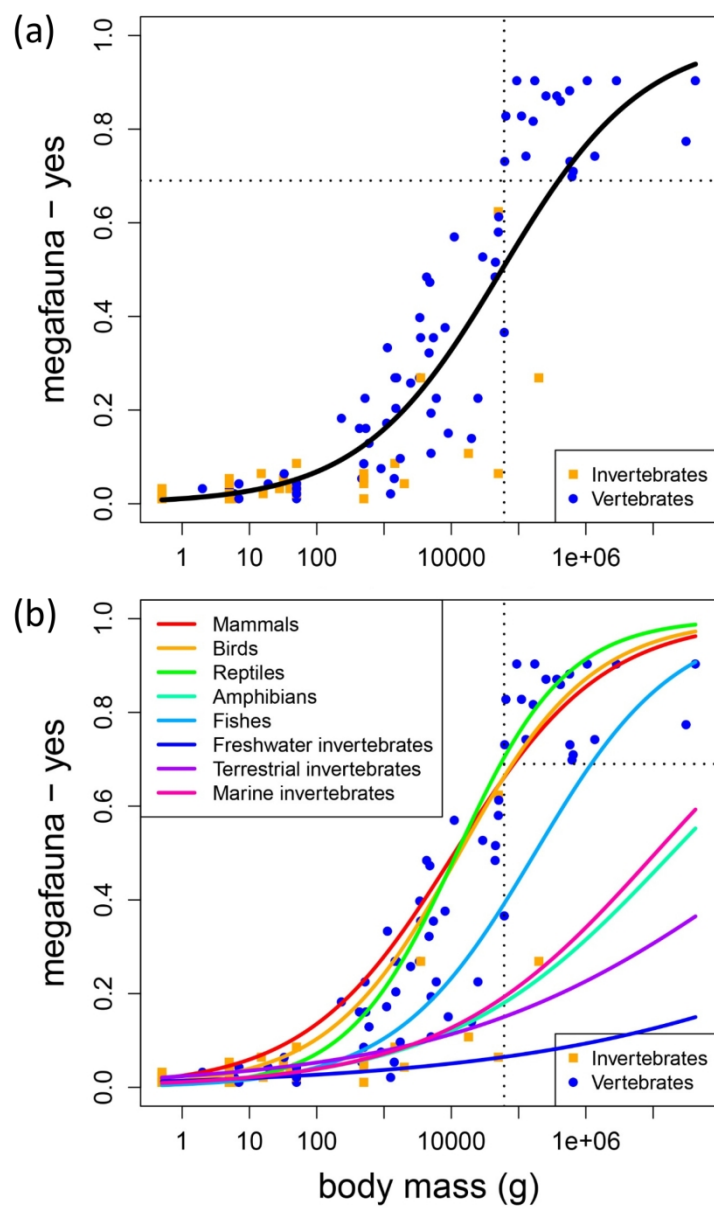 (a)
megafauna – yes
1.0
0.8
0.6
0.4
0.2
0.0
Invertebrates
Vertebrates
1
100
10000
1e+06
(b)
megafauna – yes
1.0
0.8
0.6
0.4
0.2
0.0
Mammals
Birds
Reptiles
Amphibians
Fishes
Freshwater invertebrates
Terrestrial invertebrates
Marine invertebrates
Invertebrates
Vertebrates
1
100
10000
1e+06
body mass (g)